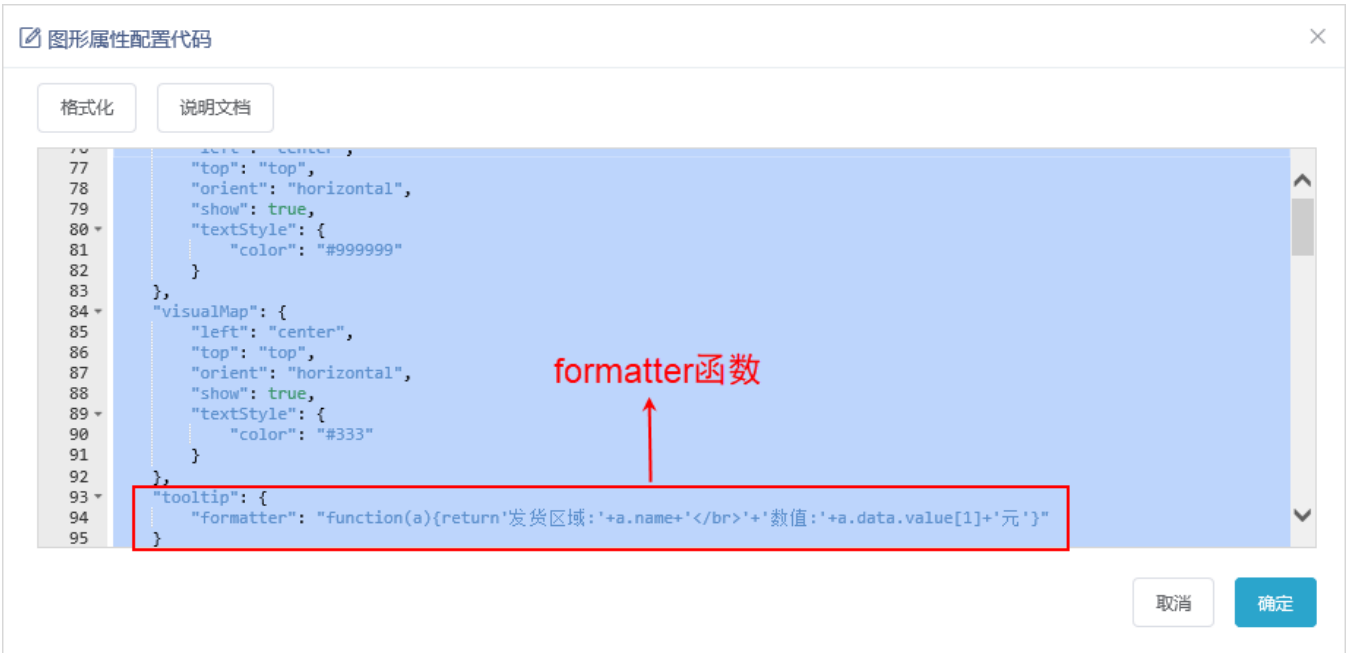 图形属性配置代码
格式化 说明文档
76 "left": "center",
77 "top": "top",
78 "orient": "horizontal",
79 "show": true,
80 "textStyle": {
81 "color": "#999999"
82 }
83 },
84 "visualMap": {
85 "left": "center",
86 "top": "top",
87 "orient": "horizontal",
88 "show": true,
89 "textStyle": {
90 "color": "#333"
91 }
92 },
formatter函数
93 "tooltip": {
94 "formatter": "function(a){return'发货区域:'+a.name+'</br>'+'数值:'+a.data.value[1]+'元'}"
95 }
取消 确定